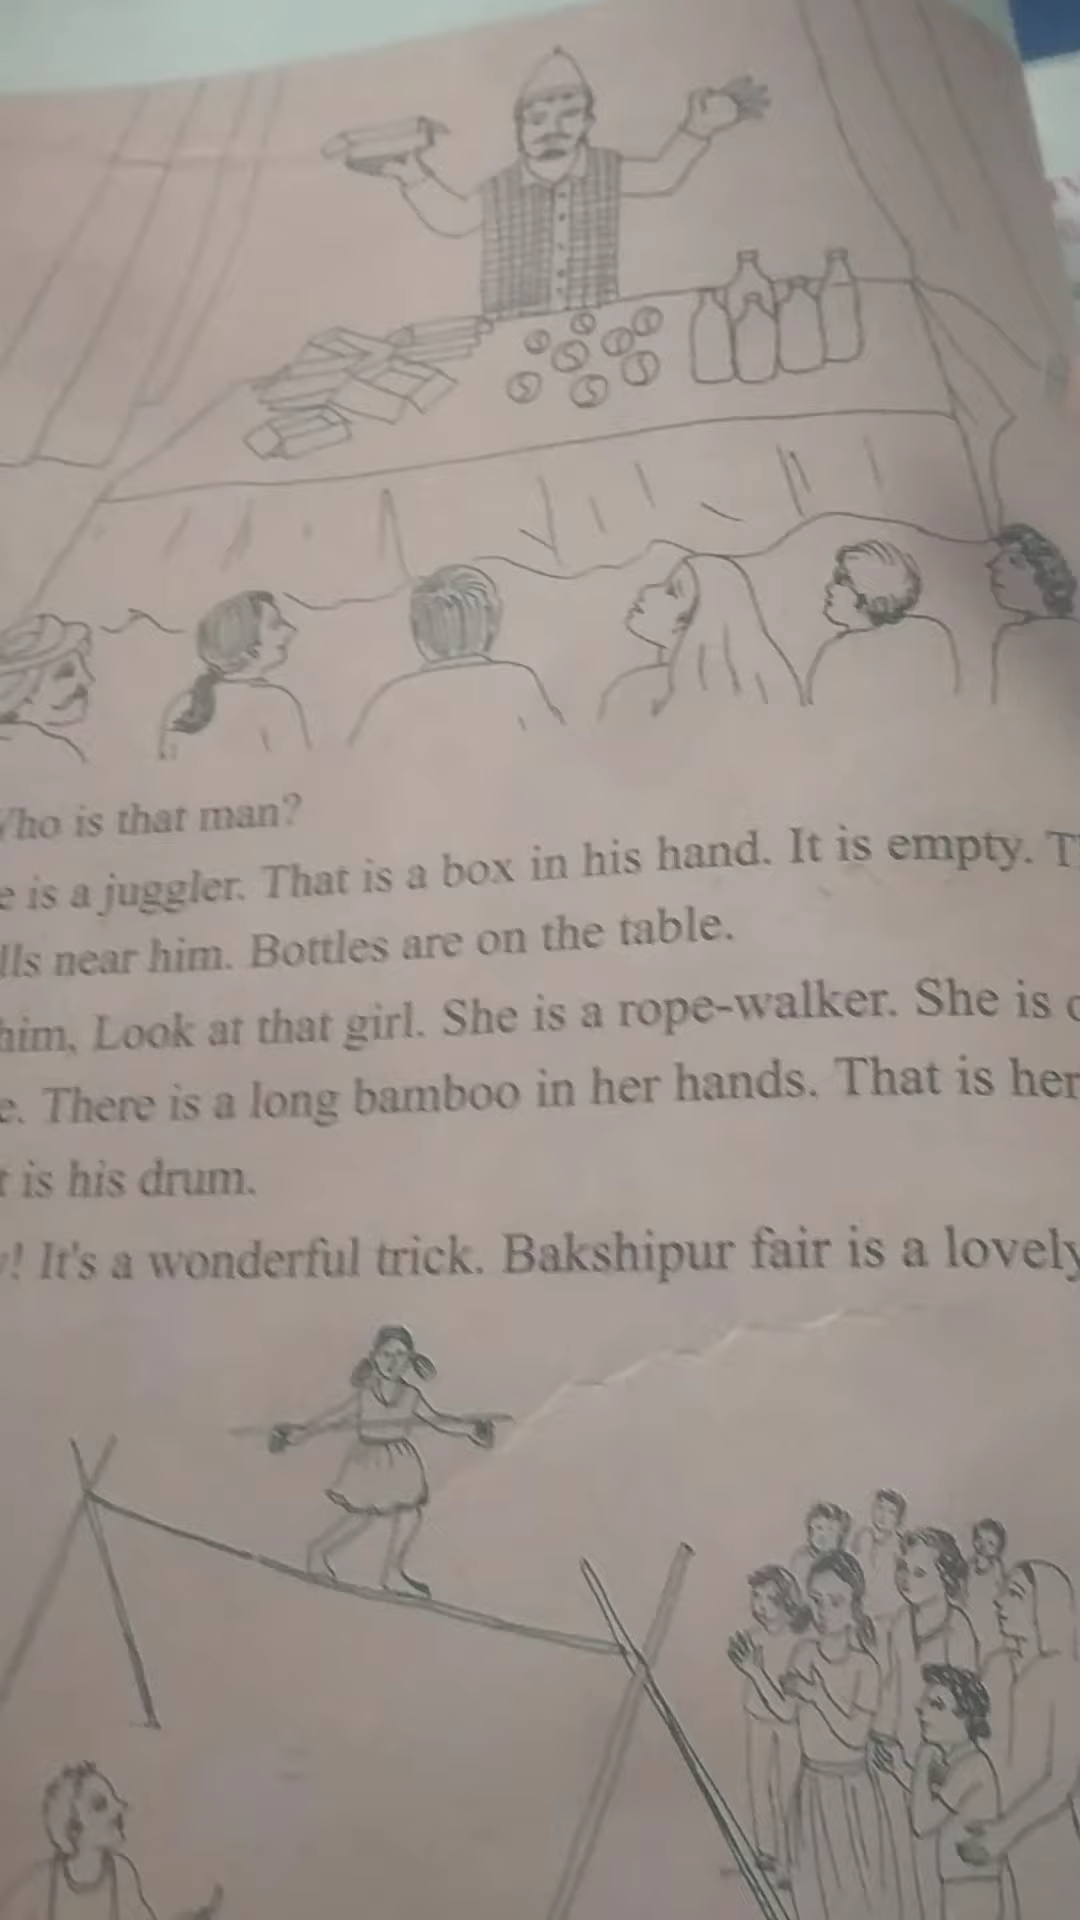 is that man?
is a juggler. That is a box in his hand. It is empty.
near him. Bottles are on the table.
him, Look at that girl. She is a rope-walker. She is
There is a long bamboo in her hands. That is her
is his drum.
! It's a wonderful trick. Bakshipur fair is a lovely